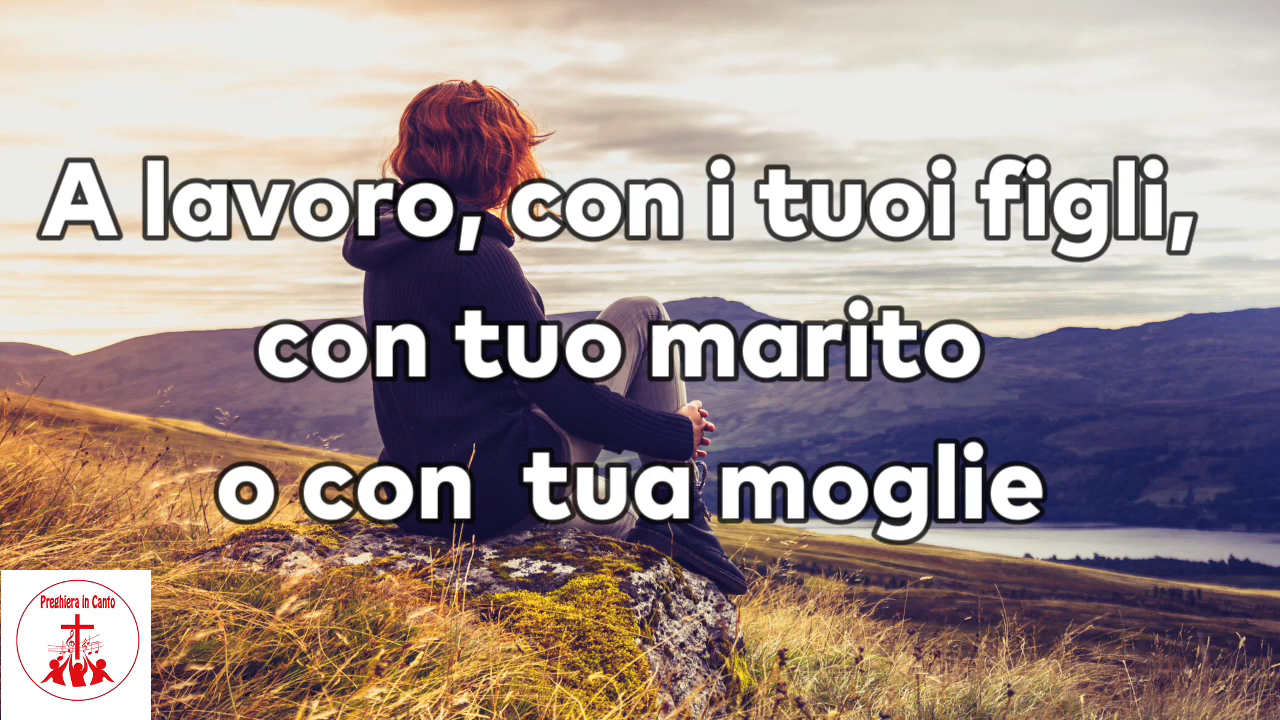 A lavoro, con i tuoi figli,
con tuo marito
o con tua moglie
Preghiera in Canto